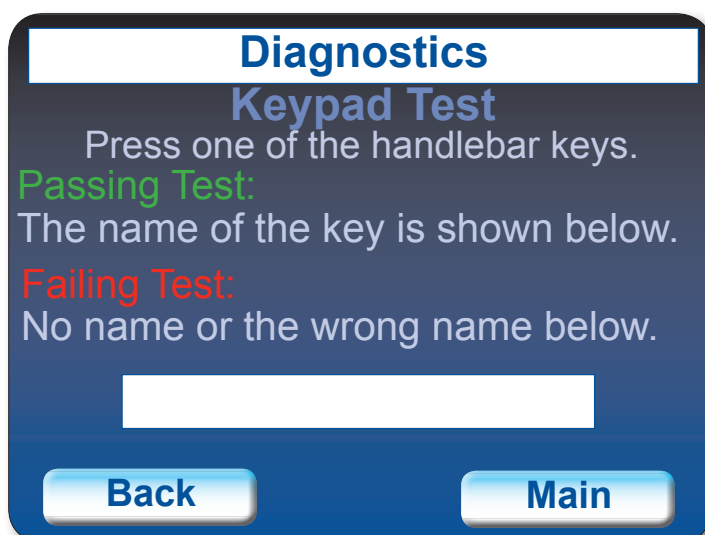 Diagnostics
Keypad Test
Press one of the handlebar keys.
Passing Test:
The name of the key is shown below.
Failing Test:
No name or the wrong name below.
Back
Main